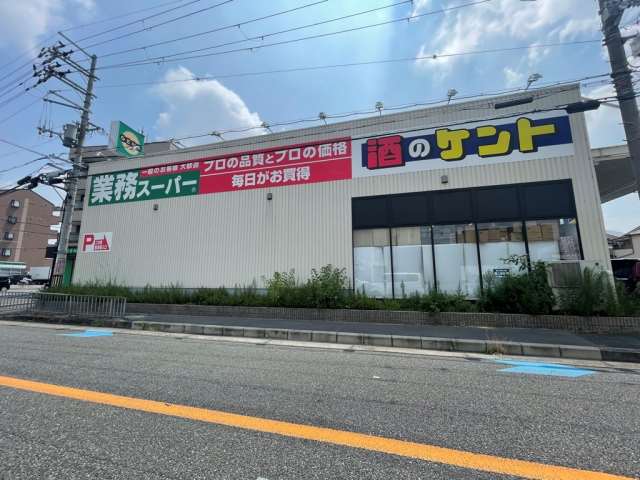 業務スーパー
一般のお客様大歓迎
プロの品質とプロの価格
毎日がお買得
酒のケント
P